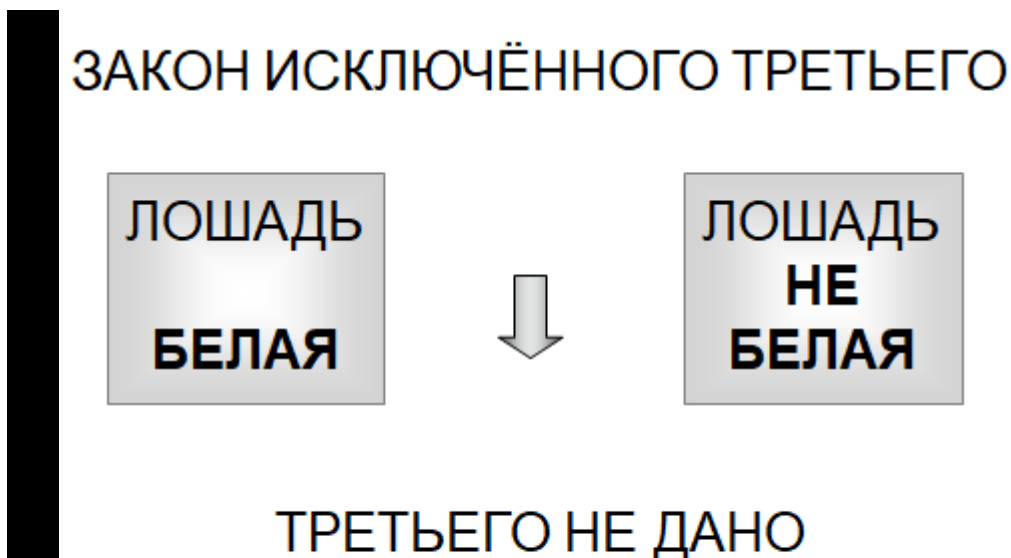 ЗАКОН ИСКЛЮЧЁННОГО ТРЕТЬЕГО
ЛОШАДЬ
БЕЛАЯ
ЛОШАДЬ
НЕ
БЕЛАЯ
ТРЕТЬЕГО НЕ ДАНО